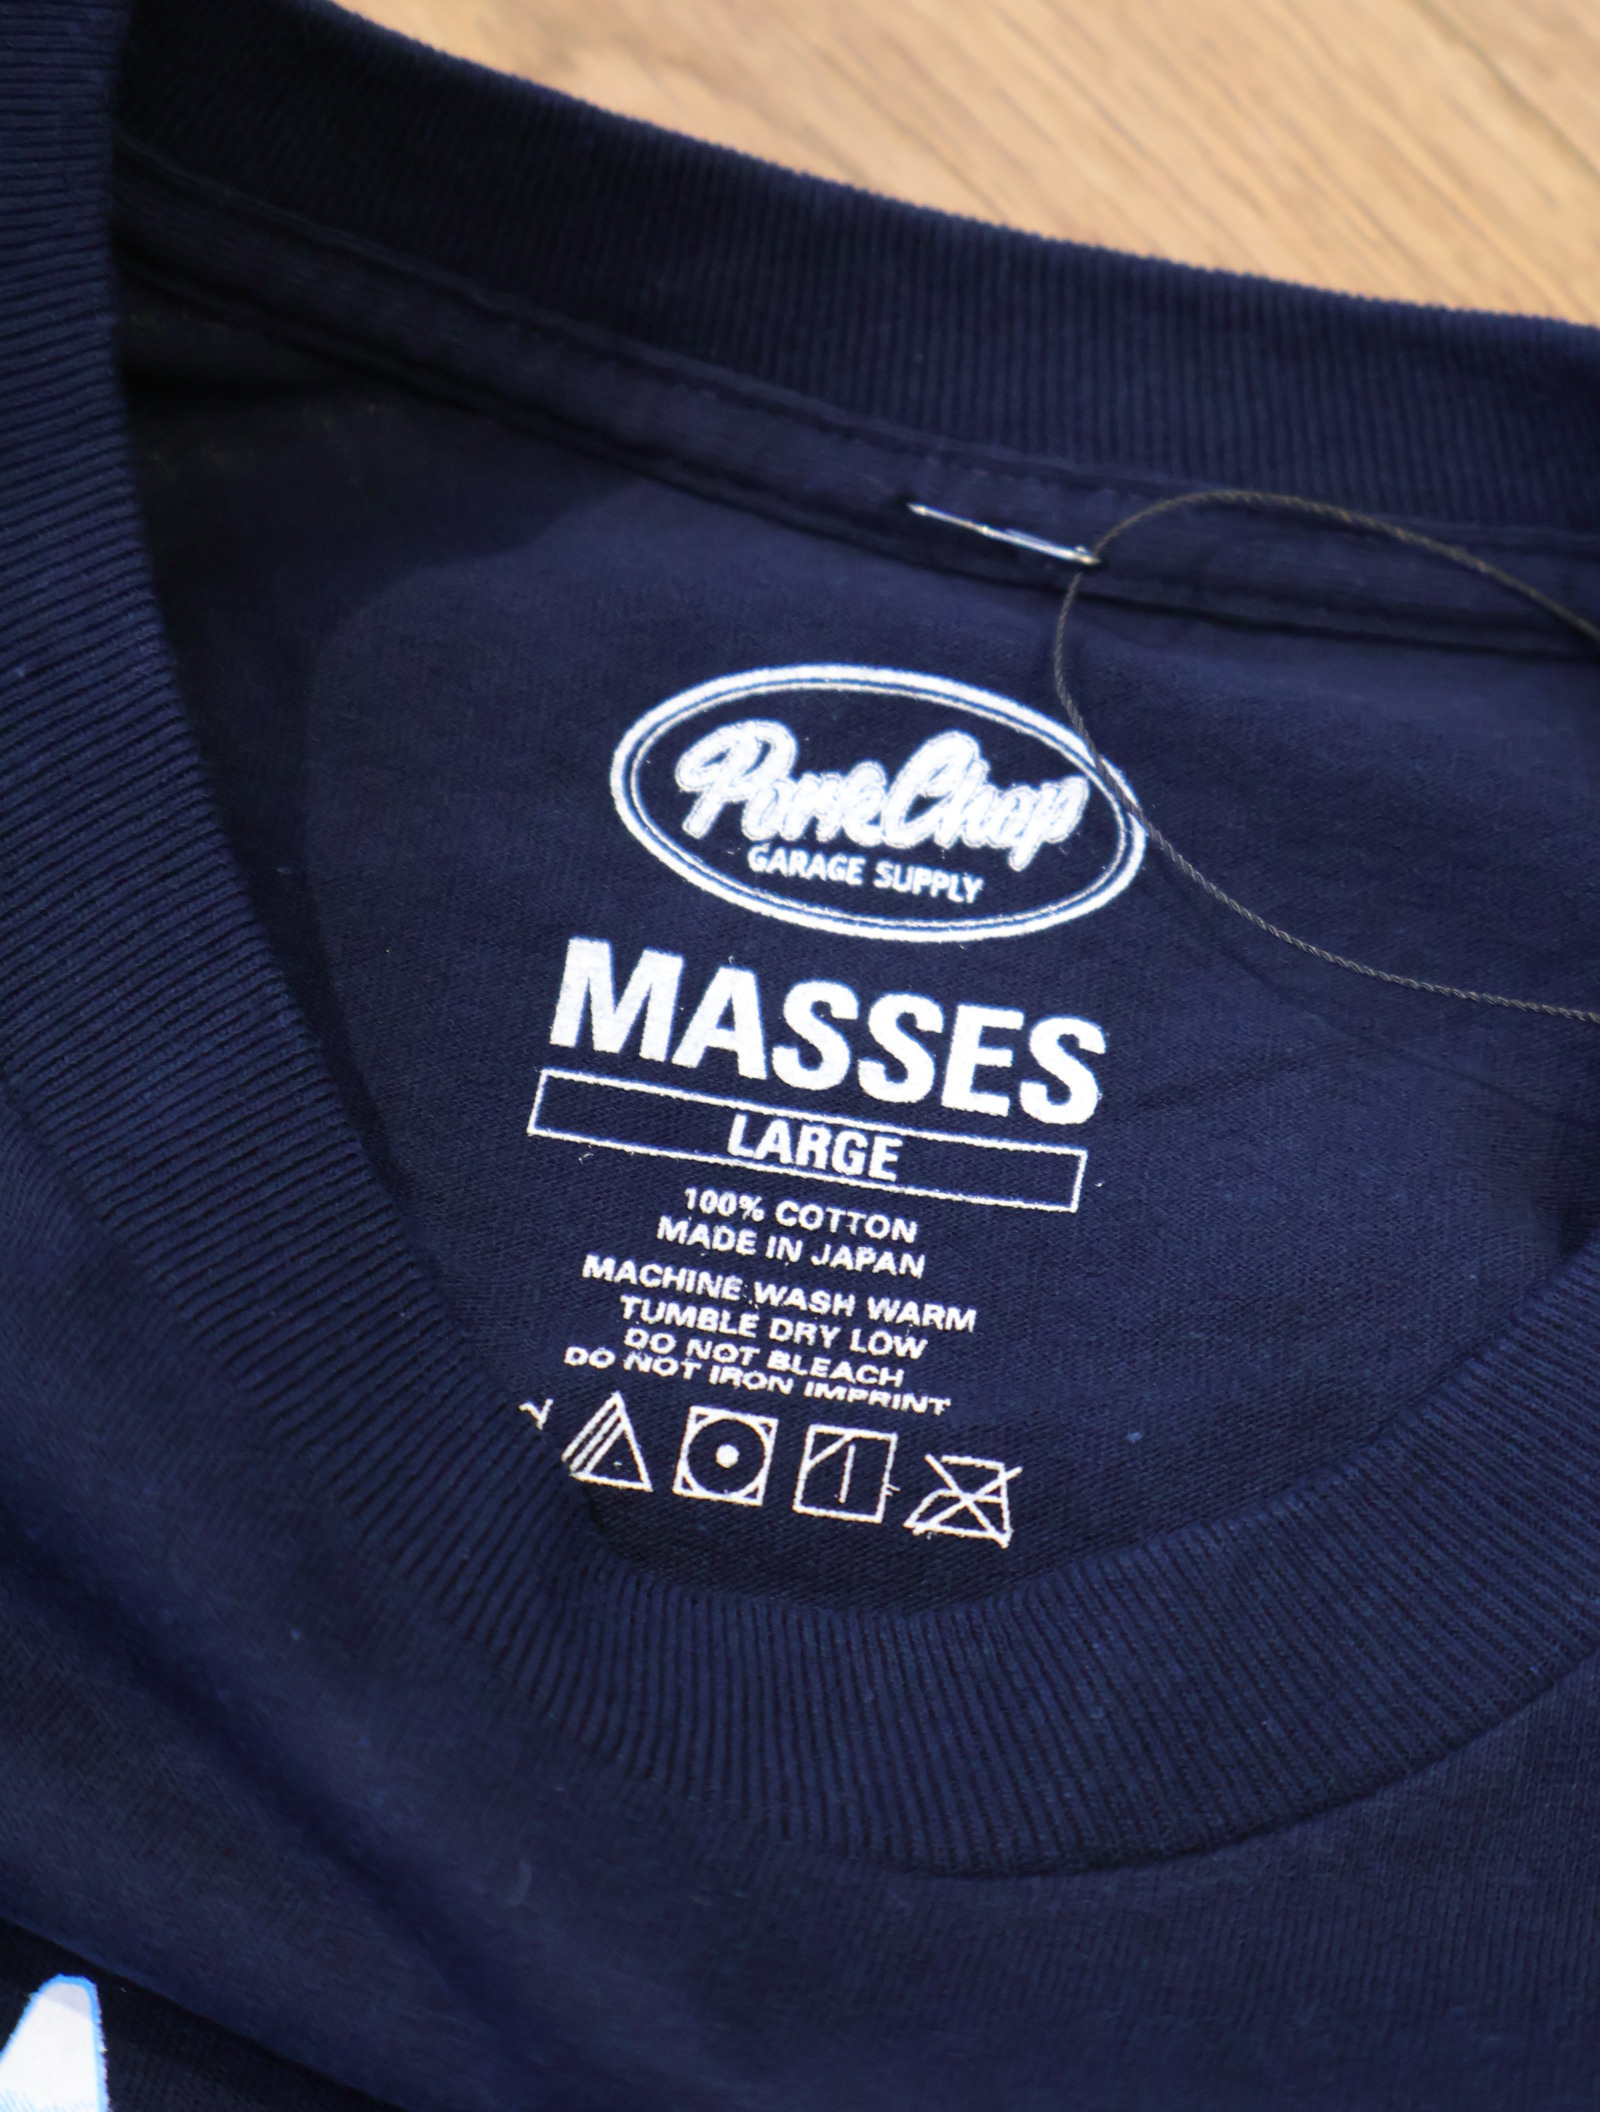 PorkChop
GARAGE SUPPLY
MASSES
LARGE
100% COTTON
MADE IN JAPAN
MACHINE WASH WARM
TUMBLE DRY LOW
DO NOT BLEACH
DO NOT IRON IMPRINT